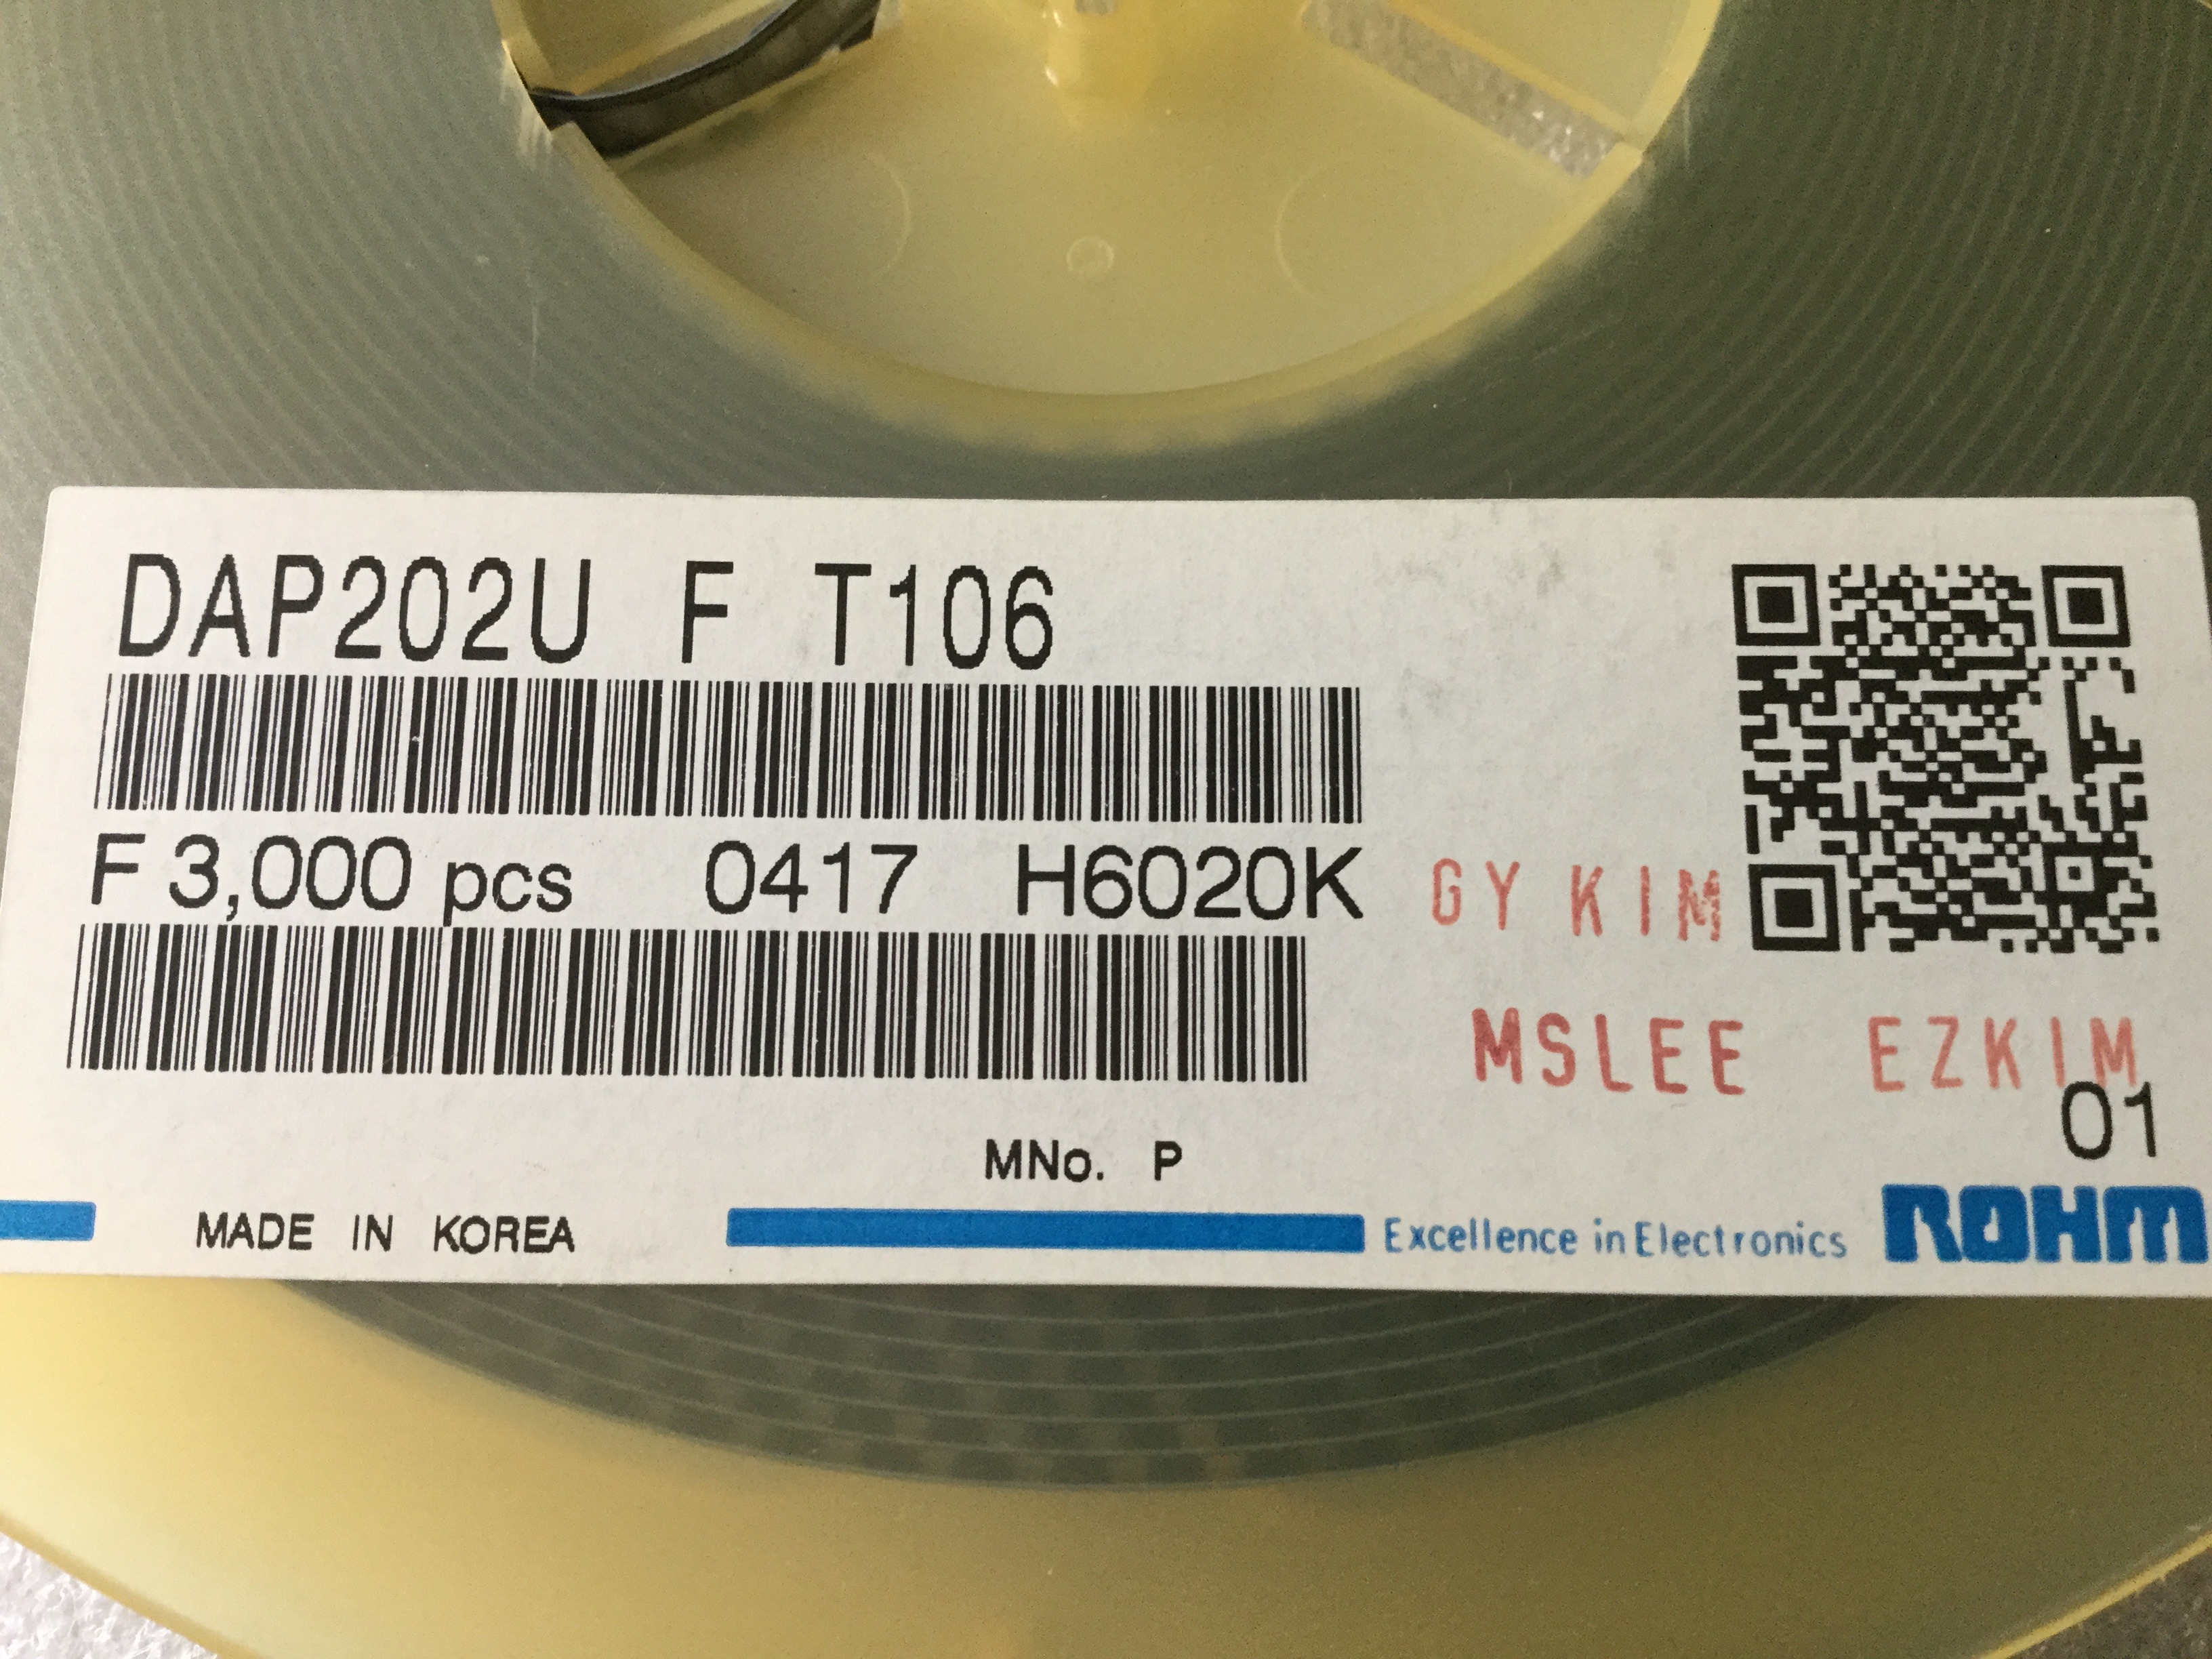 DAP202U F T106
F 3,000 pcs 0417 H6020K
GY KIM
MSLEE EZKIM
01
MNo. P
MADE IN KOREA
Excellence in Electronics ROHM